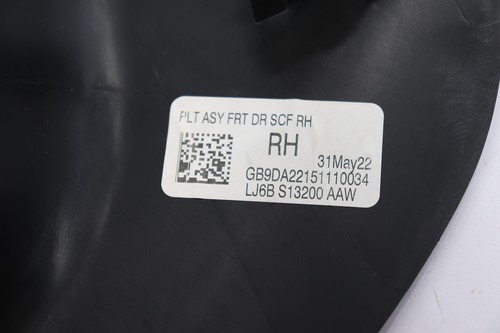 PLT ASY FRT DR SCF RH
RH
31May22
GB9DA22151110034
LJ6B S13200 AAW